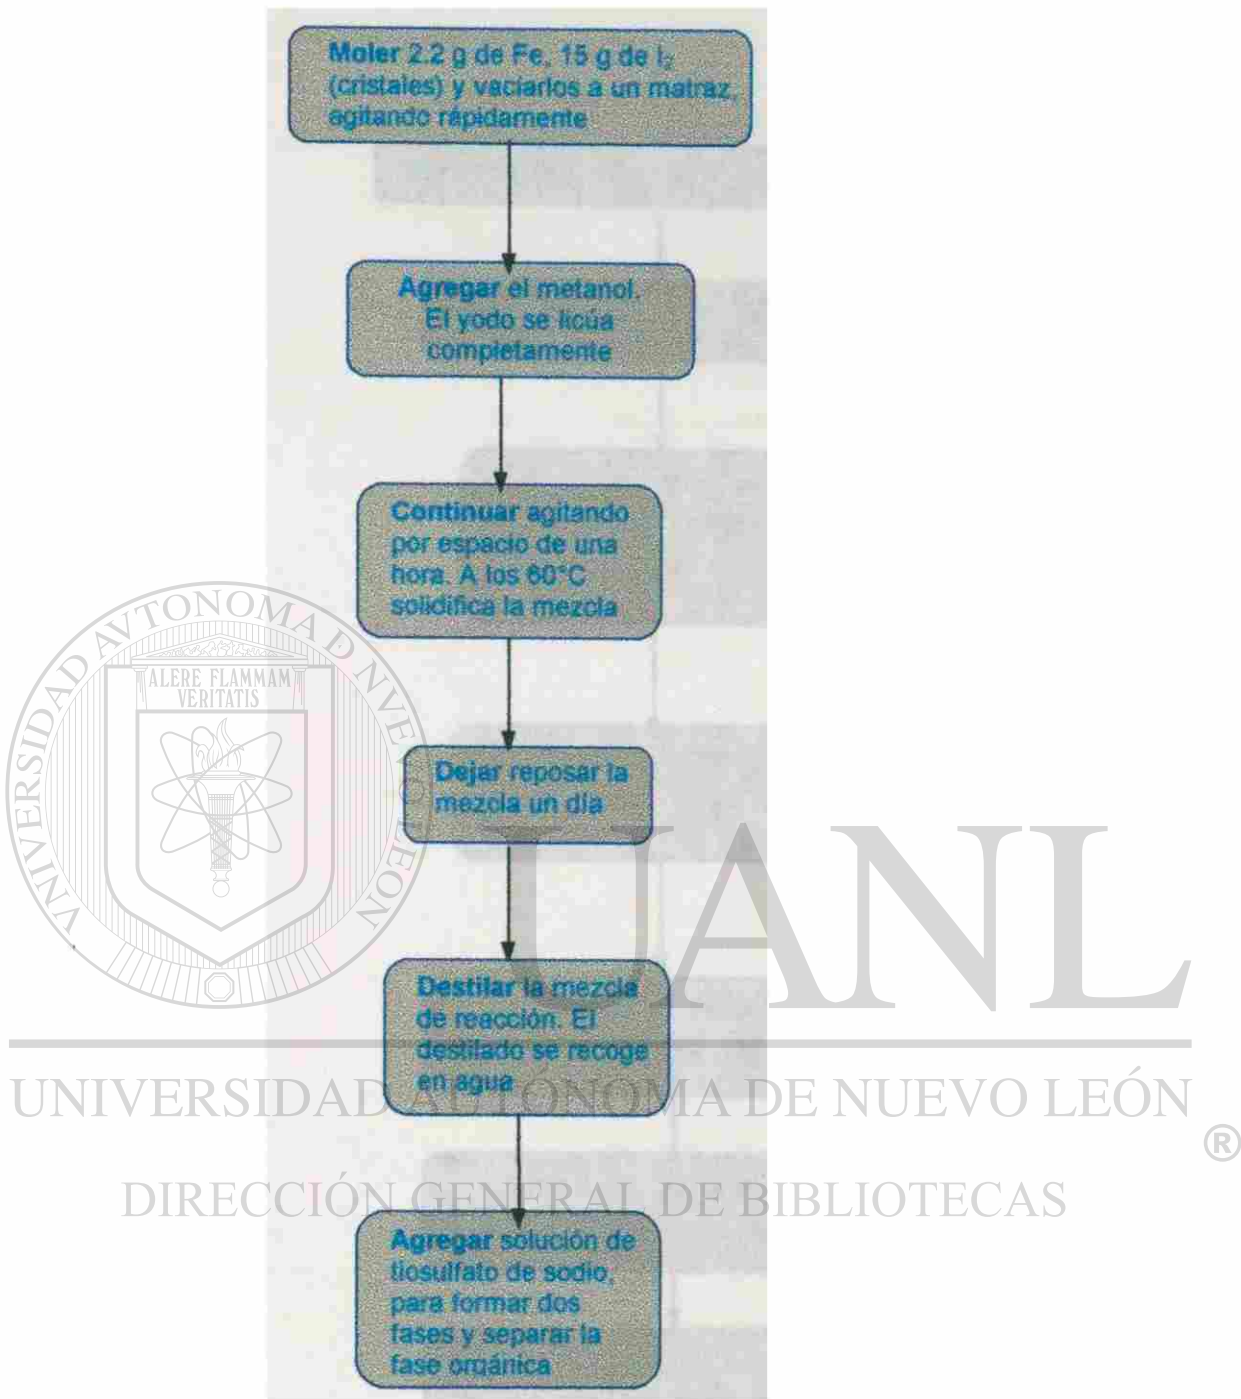 Moler 2.2 g de Fe, 15 g de I₂
(cristales) y vaciarlos a un matraz,
agitando rápidamente
Agregar el metanol.
El yodo se licúa
completamente
Continuar agitando
por espacio de una
hora. A los 60°C
solidifica la mezcla
Dejar reposar la
mezcla un día
Destilar la mezcla
de reacción. El
destilado se recoge
en agua
Agregar solución de
tiosulfato de sodio,
para formar dos
fases y separar la
fase orgánica
UNIVERSIDAD AVTONOMA DE NVEVO LEON
ALERE FLAMMAM
VERITATIS
UANL
UNIVERSIDAD AUTÓNOMA DE NUEVO LEÓN
®
DIRECCIÓN GENERAL DE BIBLIOTECAS